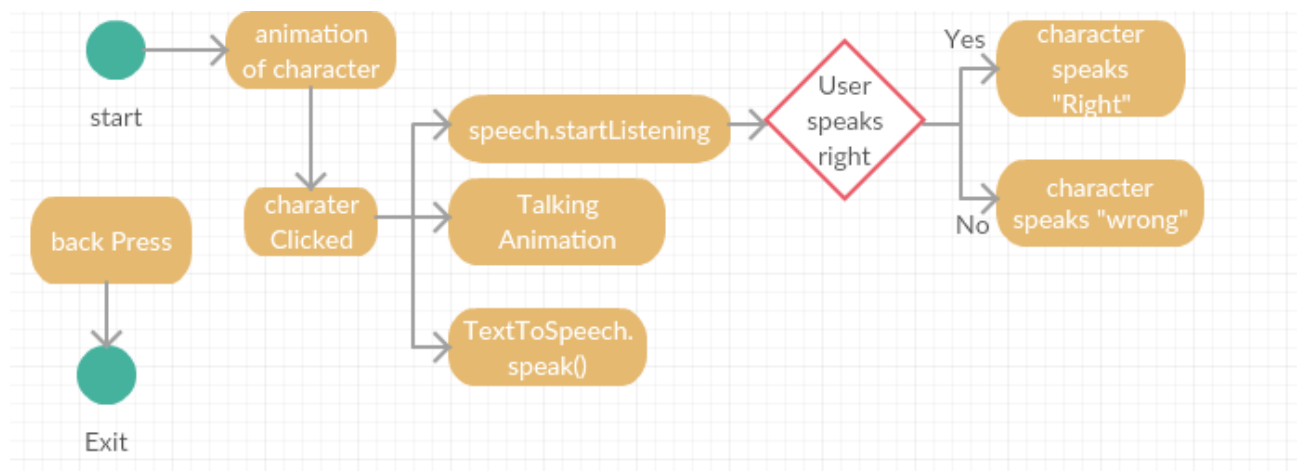 start
animation
of character
charater
Clicked
speech.startListening
Talking
Animation
TextToSpeech.
speak()
User
speaks
right
Yes
character
speaks
"Right"
No
character
speaks "wrong"
back Press
Exit